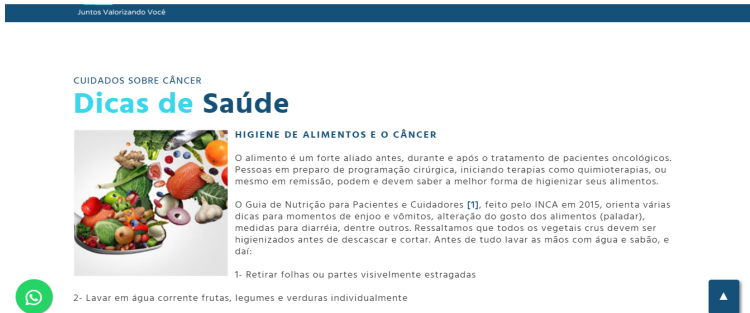 Juntos Valorizando Você
CUIDADOS SOBRE CÂNCER
Dicas de Saúde
HIGIENE DE ALIMENTOS E O CÂNCER
O alimento é um forte aliado antes, durante e após o tratamento de pacientes oncológicos.
Pessoas em preparo de programação cirúrgica, iniciando terapias como quimioterapias, ou
mesmo em remissão, podem e devem saber a melhor forma de higienizar seus alimentos.
O Guia de Nutrição para Pacientes e Cuidadores [1], feito pelo INCA em 2015, orienta várias
dicas para momentos de enjoo e vômitos, alteração do gosto dos alimentos (paladar),
medidas para diarréia, dentre outros. Ressaltamos que todos os vegetais crus devem ser
higienizados antes de descascar e cortar. Antes de tudo lavar as mãos com água e sabão, e
daí:
1- Retirar folhas ou partes visivelmente estragadas
2- Lavar em água corrente frutas, legumes e verduras individualmente